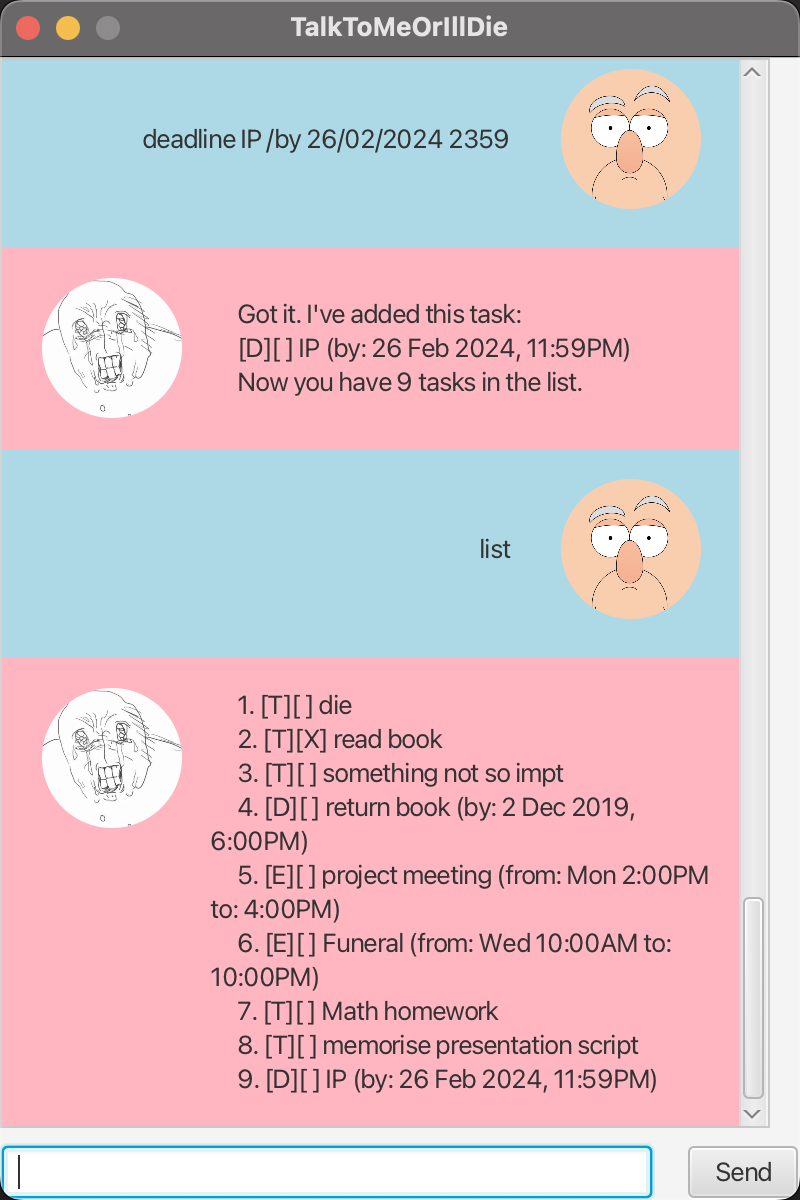 TalkToMeOrIllDie
deadline IP /by 26/02/2024 2359
Got it. I've added this task:
[D][ ] IP (by: 26 Feb 2024, 11:59PM)
Now you have 9 tasks in the list.
list
1. [T][ ] die
2. [T][X] read book
3. [T][ ] something not so impt
4. [D][ ] return book (by: 2 Dec 2019,
6:00PM)
5. [E][ ] project meeting (from: Mon 2:00PM
to: 4:00PM)
6. [E][ ] Funeral (from: Wed 10:00AM to:
10:00PM)
7. [T][ ] Math homework
8. [T][ ] memorise presentation script
9. [D][ ] IP (by: 26 Feb 2024, 11:59PM)
Send